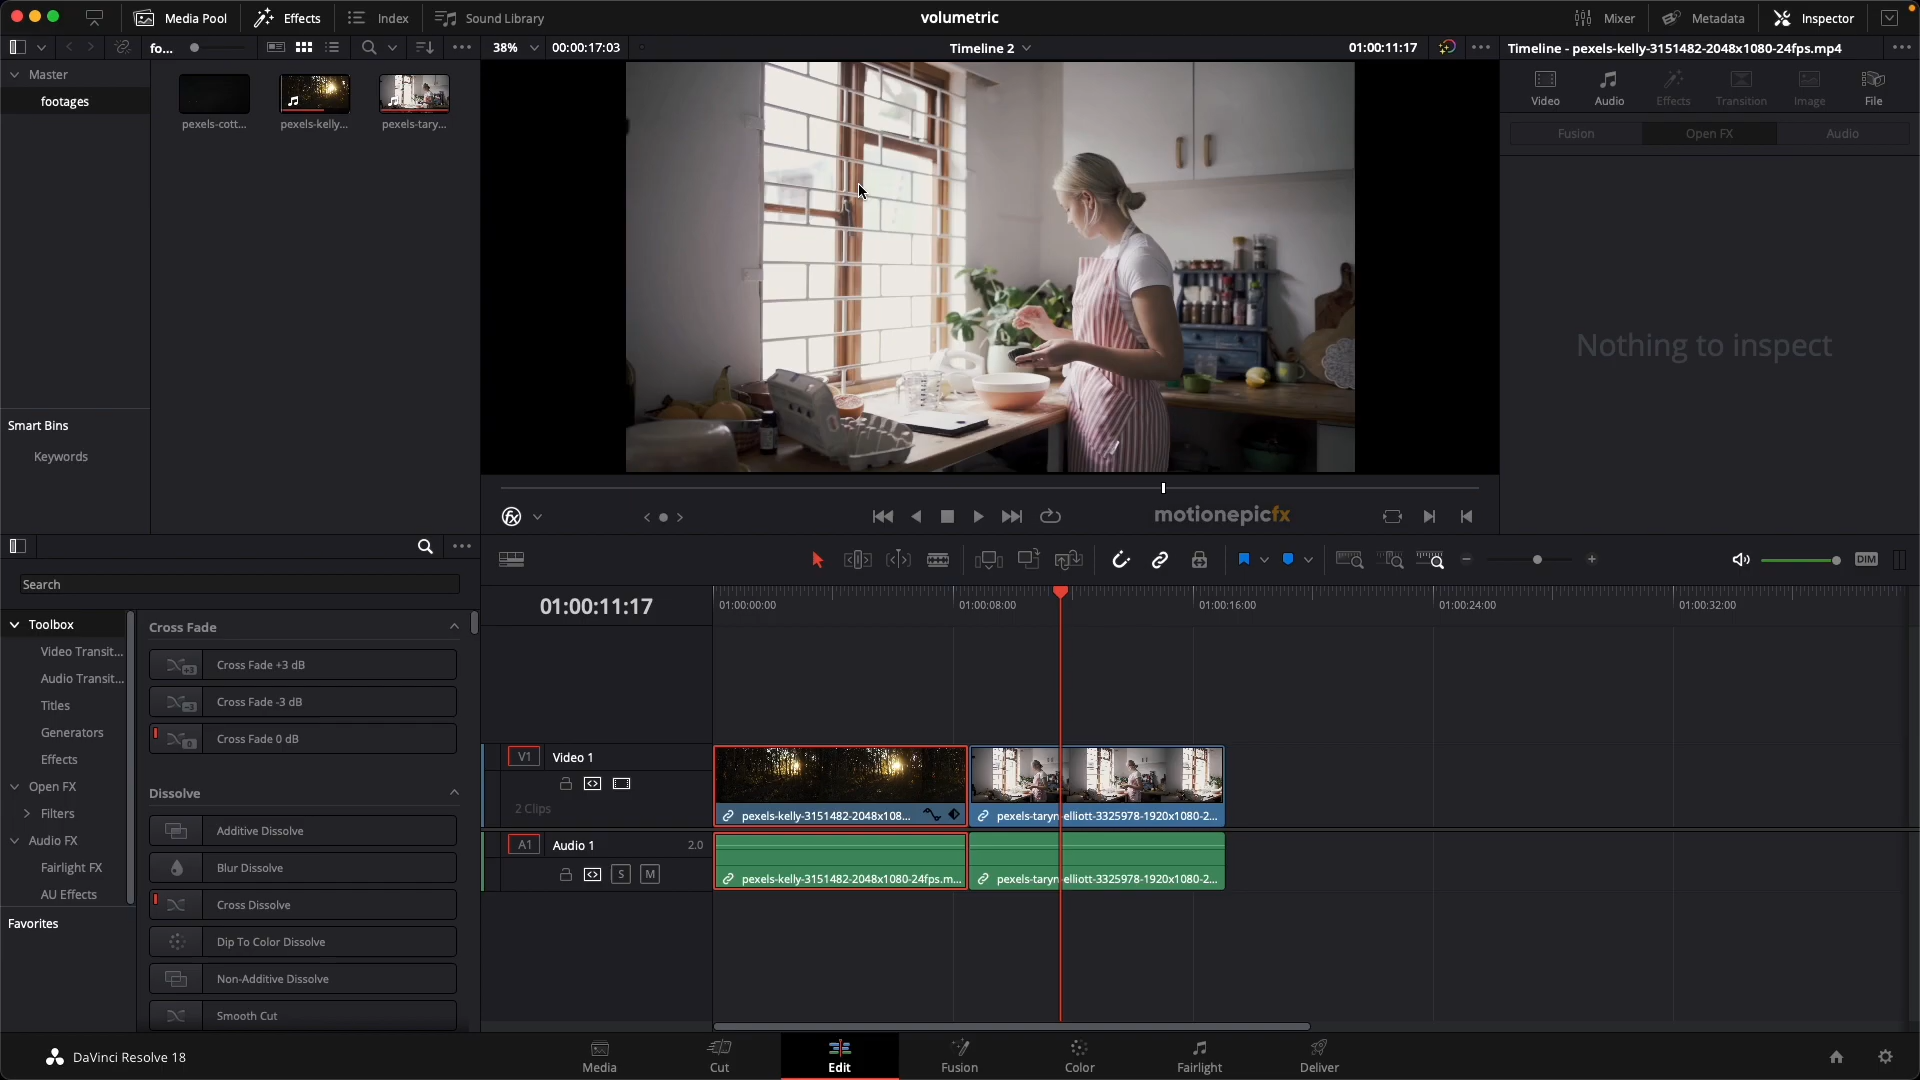 Media Pool
Effects
Index
Sound Library
volumetric
Mixer
Metadata
Inspector
fo...
38%
00:00:17:03
Timeline 2
01:00:11:17
Timeline - pexels-kelly-3151482-2048x1080-24fps.mp4
Master
footages
pexels-cott...
pexels-kelly...
pexels-tary...
Video
Audio
Effects
Transition
Image
File
Fusion
Open FX
Audio
Nothing to inspect
Smart Bins
Keywords
motionepicfx
Search
DIM
01:00:11:17
01:00:00:00
01:00:08:00
01:00:16:00
01:00:24:00
01:00:32:00
Toolbox
Video Transit...
Audio Transit...
Titles
Generators
Effects
Open FX
Filters
Audio FX
Fairlight FX
AU Effects
Favorites
Cross Fade
Cross Fade +3 dB
Cross Fade -3 dB
Cross Fade 0 dB
Dissolve
Additive Dissolve
Blur Dissolve
Cross Dissolve
Dip To Color Dissolve
Non-Additive Dissolve
Smooth Cut
V1
Video 1
2 Clips
pexels-kelly-3151482-2048x108...
pexels-taryn-elliott-3325978-1920x1080-2...
A1
Audio 1
2.0
S
M
pexels-kelly-3151482-2048x1080-24fps.m...
pexels-taryn-elliott-3325978-1920x1080-2...
DaVinci Resolve 18
Media
Cut
Edit
Fusion
Color
Fairlight
Deliver